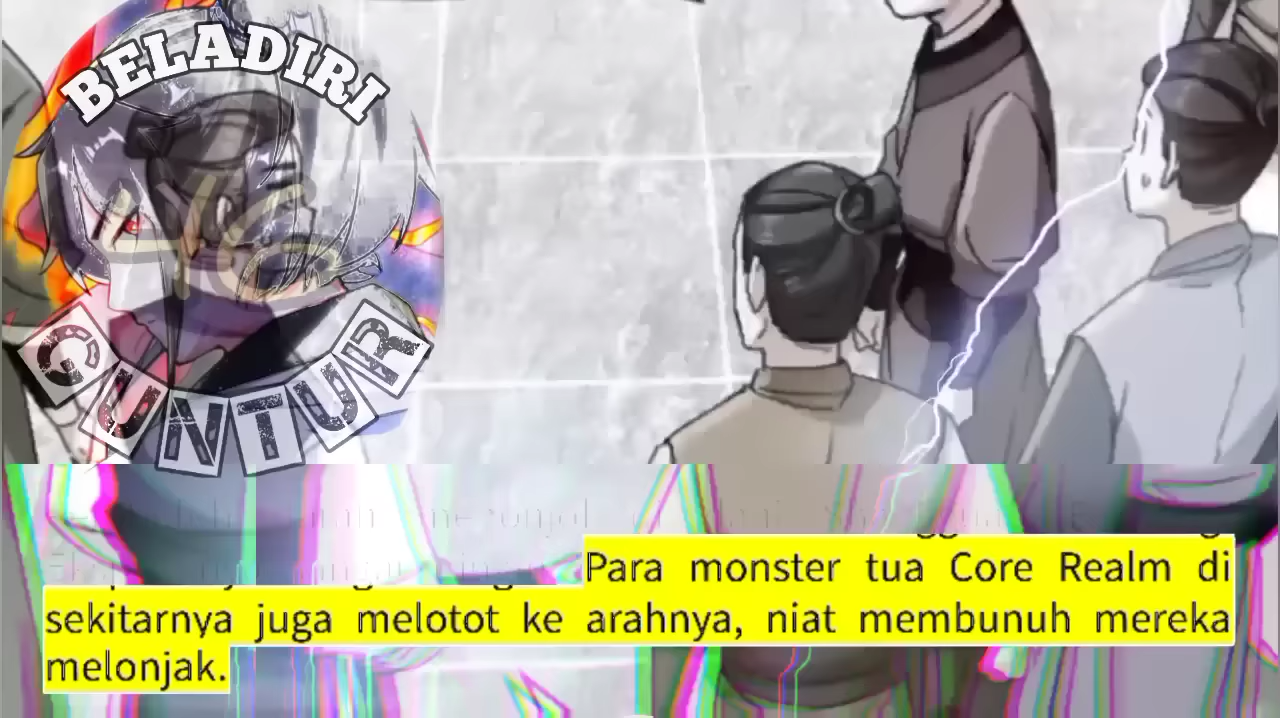 BELADIRI
GUNTUR
Para monster tua Core Realm di
sekitarnya juga melotot ke arahnya, niat membunuh mereka
melonjak.